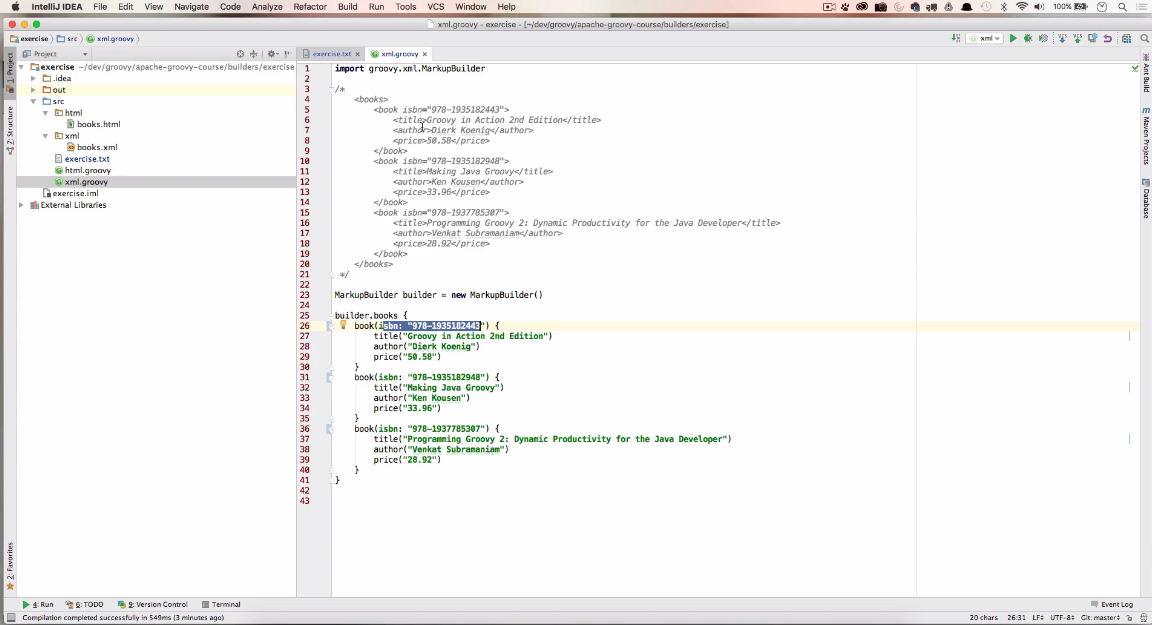 IntelliJ IDEA File Edit View Navigate Code Analyze Refactor Build Run Tools VCS Window Help 100%
xml.groovy - exercise - [~/dev/groovy/apache-groovy-course/builders/exercise]
exercise src xml.groovy xml
Project
exercise.txt xml.groovy
1: Project
7: Structure
2: Favorites
exercise ~/dev/groovy/apache-groovy-course/builders/exercise
.idea
out
src
html
books.html
xml
books.xml
exercise.txt
html.groovy
xml.groovy
exercise.iml
External Libraries
1 import groovy.xml.MarkupBuilder
2
3 /*
4 <books>
5 <book isbn="978-1935182443">
6 <title>Groovy in Action 2nd Edition</title>
7 <author>Dierk Koenig</author>
8 <price>50.58</price>
9 </book>
10 <book isbn="978-1935182948">
11 <title>Making Java Groovy</title>
12 <author>Ken Kousen</author>
13 <price>33.96</price>
14 </book>
15 <book isbn="978-1937785307">
16 <title>Programming Groovy 2: Dynamic Productivity for the Java Developer</title>
17 <author>Venkat Subramaniam</author>
18 <price>28.92</price>
19 </book>
20 </books>
21 */
22
23 MarkupBuilder builder = new MarkupBuilder()
24
25 builder.books {
26 book(isbn: "978-1935182443") {
27 title("Groovy in Action 2nd Edition")
28 author("Dierk Koenig")
29 price("50.58")
30 }
31 book(isbn: "978-1935182948") {
32 title("Making Java Groovy")
33 author("Ken Kousen")
34 price("33.96")
35 }
36 book(isbn: "978-1937785307") {
37 title("Programming Groovy 2: Dynamic Productivity for the Java Developer")
38 author("Venkat Subramaniam")
39 price("28.92")
40 }
41 }
42
43
Ant Build
Maven Projects
Database
4: Run 6: TODO 9: Version Control Terminal Event Log
Compilation completed successfully in 549ms (3 minutes ago) 20 chars 26:31 LF UTF-8 Git: master